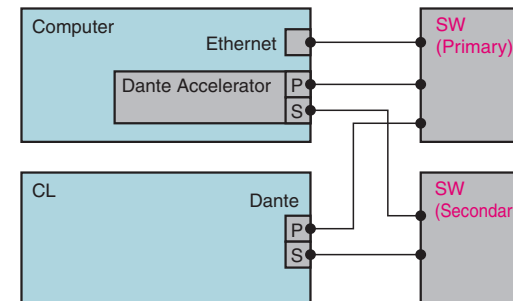 Computer
Ethernet
Dante Accelerator
P
S
SW
(Primary)
CL
Dante
P
S
SW
(Secondar